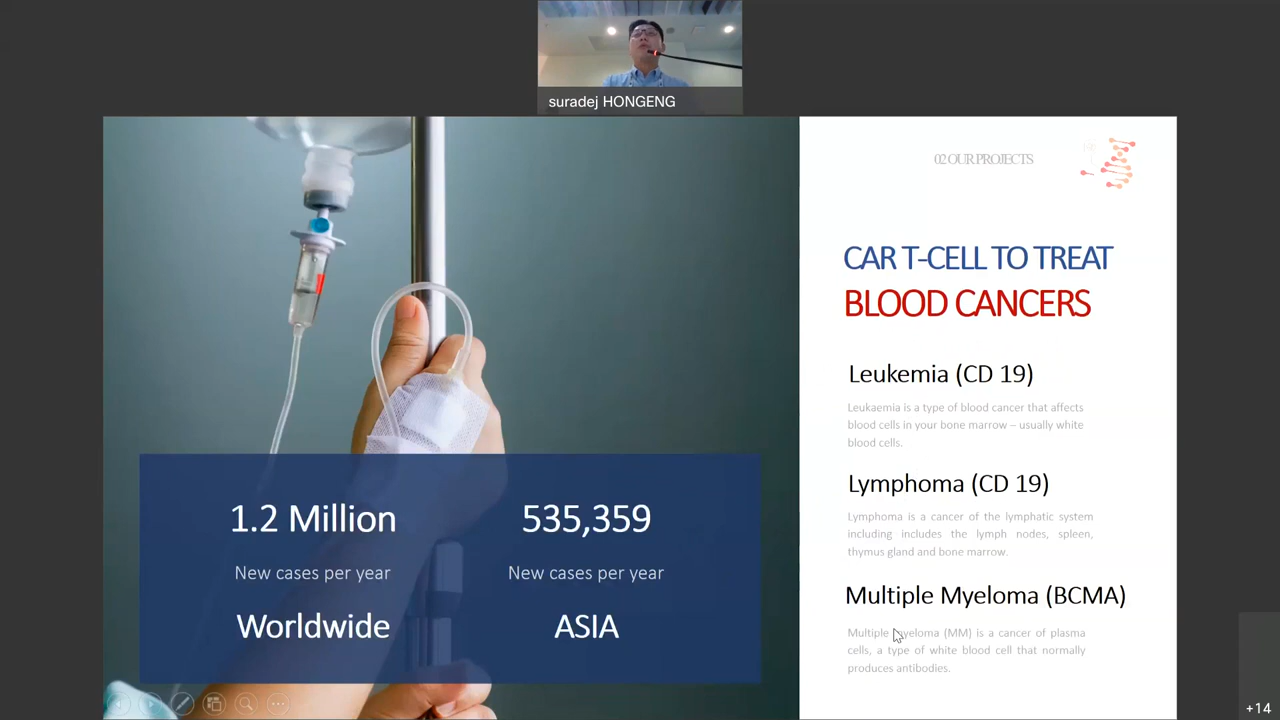 suradej HONGENG
02 OUR PROJECTS
CAR T-CELL TO TREAT
BLOOD CANCERS
Leukemia (CD 19)
Leukaemia is a type of blood cancer that affects
blood cells in your bone marrow – usually white
blood cells.
Lymphoma (CD 19)
Lymphoma is a cancer of the lymphatic system
including includes the lymph nodes, spleen,
thymus gland and bone marrow.
Multiple Myeloma (BCMA)
Multiple Myeloma (MM) is a cancer of plasma
cells, a type of white blood cell that normally
produces antibodies.
1.2 Million
New cases per year
Worldwide
535,359
New cases per year
ASIA
+14